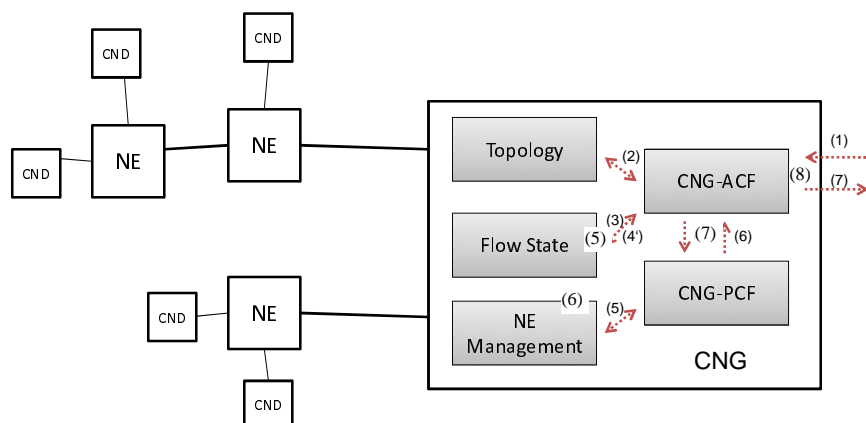 CND
CND
CND
NE
NE
Topology
(2)
CNG-ACF
(1)
(8)
(7)
Flow State
(3)
(5)
(4‘)
(7)
(6)
CND
NE
(6)
NE
Management
(5)
CNG-PCF
CNG
CND